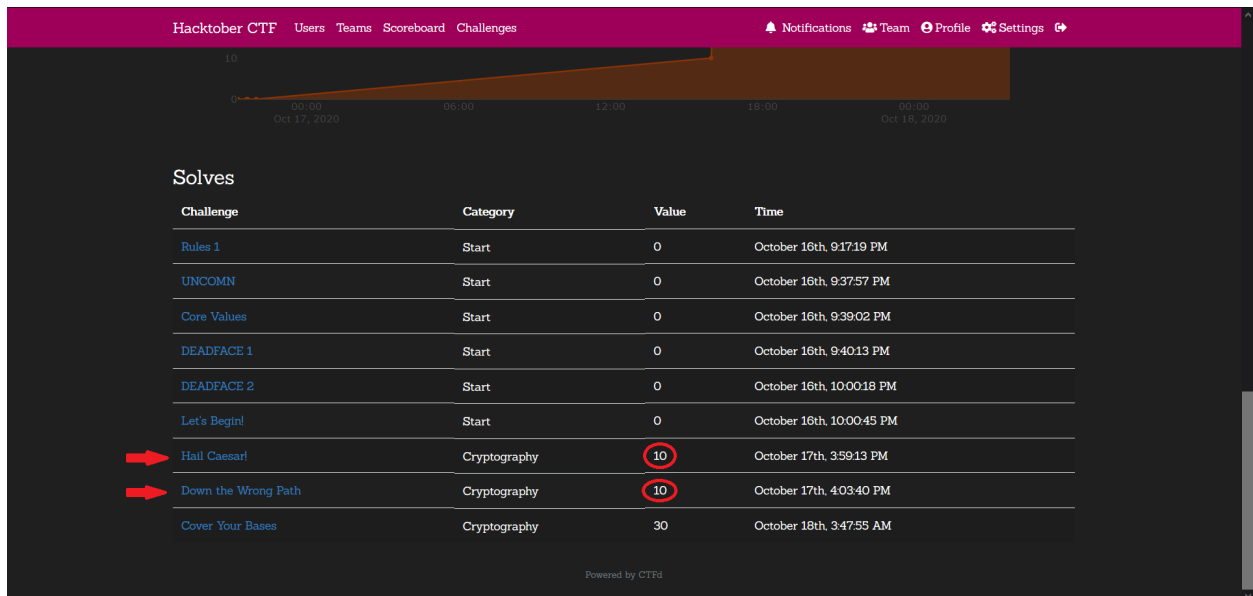 Hacktober CTF Users Teams Scoreboard Challenges Notifications Team Profile Settings
10
0
00:00 06:00 12:00 18:00 00:00
Oct 17, 2020 Oct 18, 2020
Solves
Challenge Category Value Time
Rules 1 Start 0 October 16th, 9:17:19 PM
UNCOMN Start 0 October 16th, 9:37:57 PM
Core Values Start 0 October 16th, 9:39:02 PM
DEADFACE 1 Start 0 October 16th, 9:40:13 PM
DEADFACE 2 Start 0 October 16th, 10:00:18 PM
Let's Begin! Start 0 October 16th, 10:00:45 PM
Hail Caesar! Cryptography 10 October 17th, 3:59:13 PM
Down the Wrong Path Cryptography 10 October 17th, 4:03:40 PM
Cover Your Bases Cryptography 30 October 18th, 3:47:55 AM
Powered by CTFd